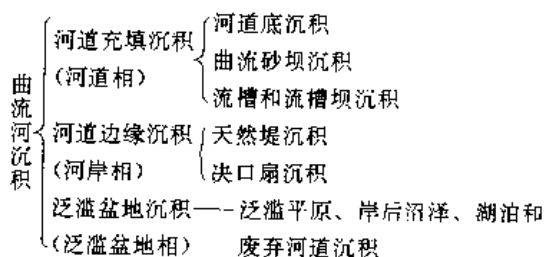 曲流河沉积
河道充填沉积
(河道相)
河道底沉积
曲流砂坝沉积
流槽和流槽坝沉积
河道边缘沉积
(河岸相)
天然堤沉积
决口扇沉积
泛滥盆地沉积——泛滥平原、岸后沼泽、湖泊和
(泛滥盆地相) 废弃河道沉积